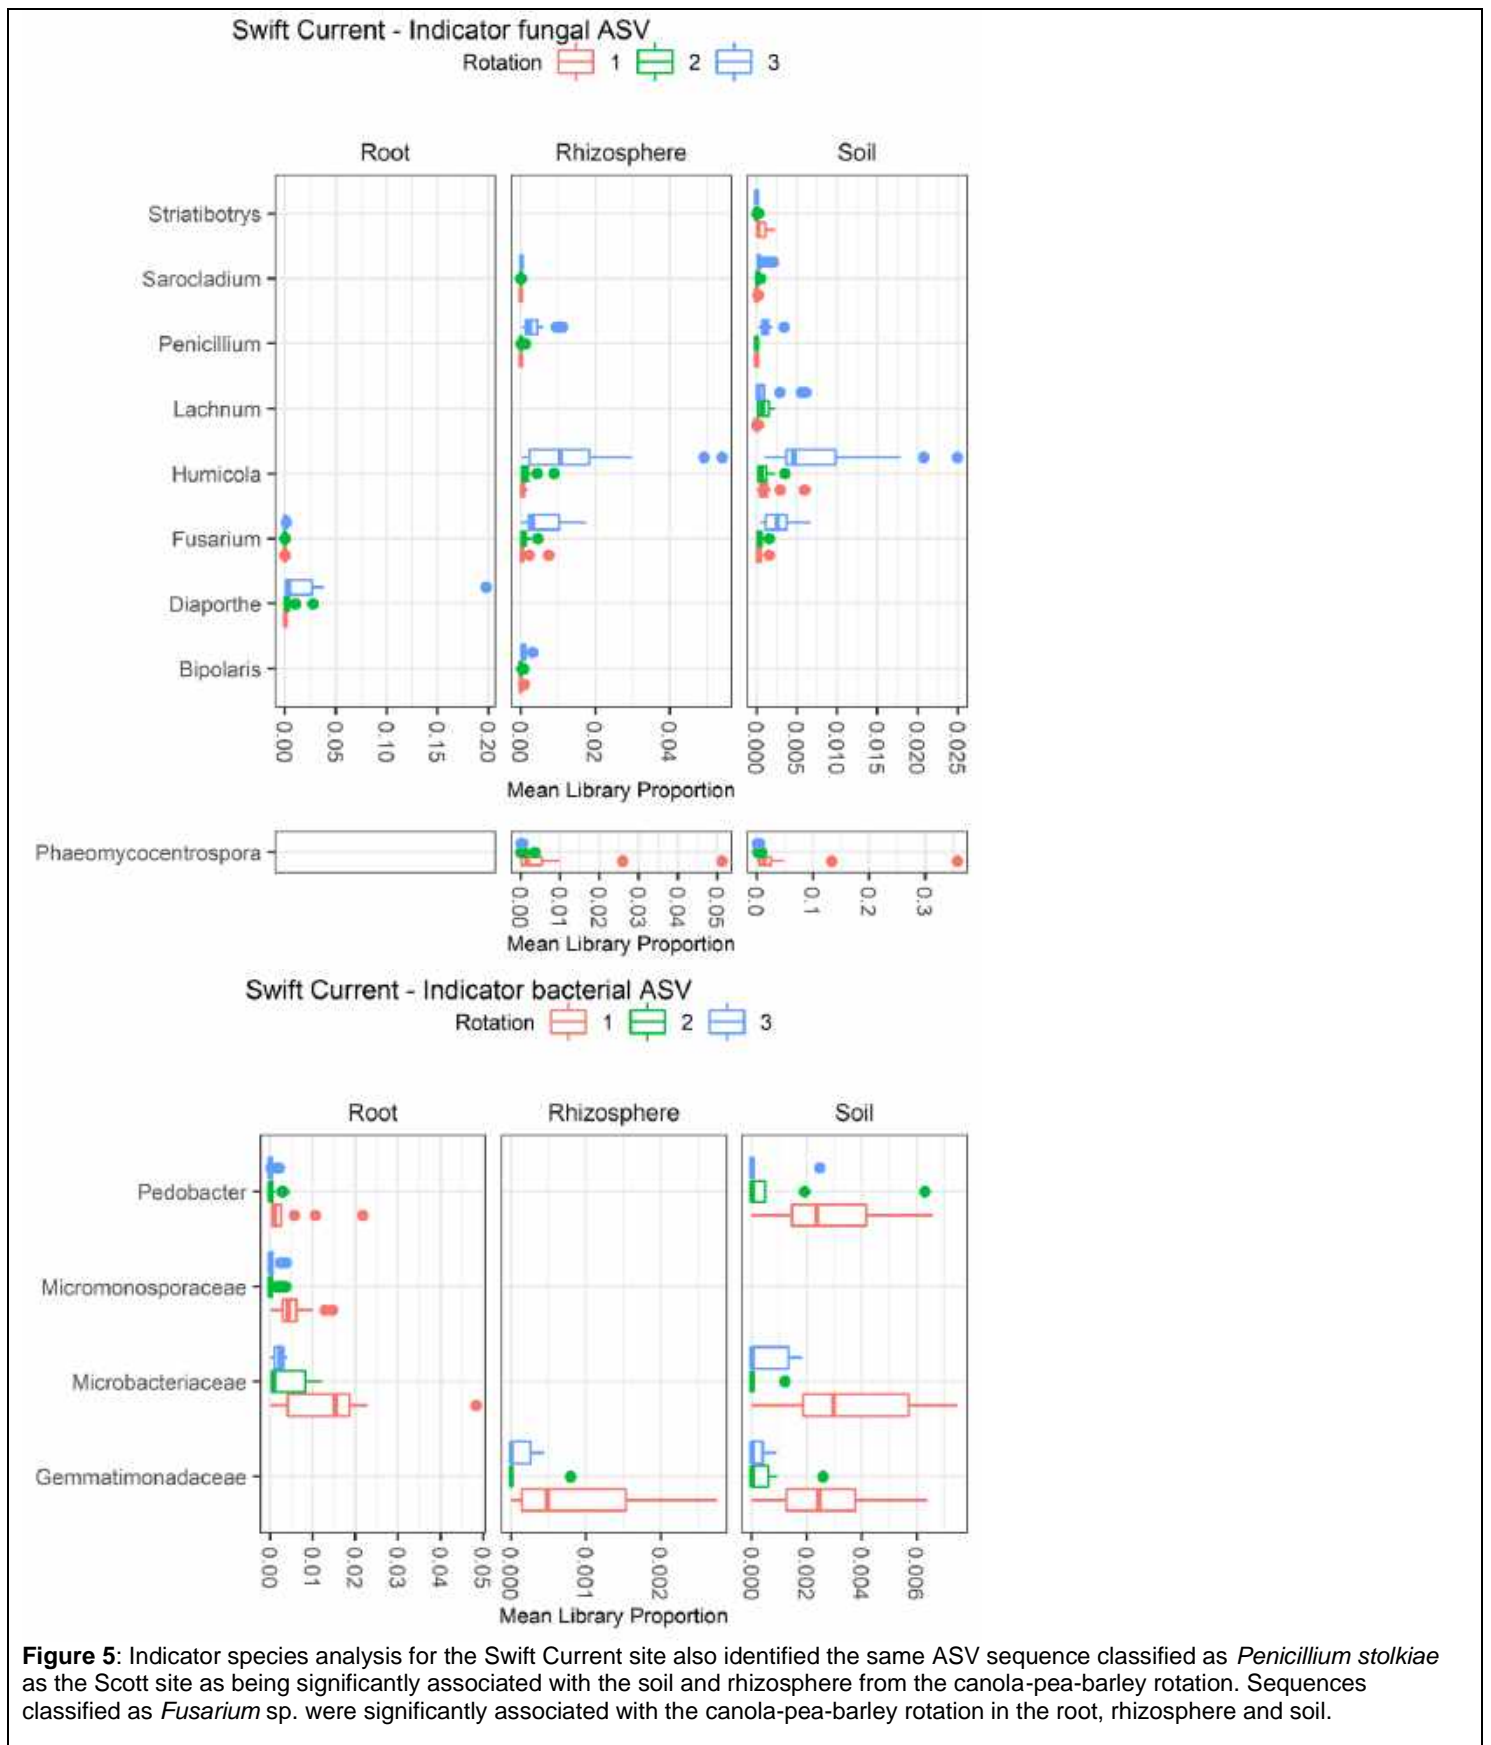 Swift Current - Indicator fungal ASV
Rotation 1 2 3
Root Rhizosphere Soil
Striatibotrys
Sarocladium
Penicillium
Lachnum
Humicola
Fusarium
Diaporthe
Bipolaris
0.00 0.05 0.10 0.15 0.20 0.00 0.02 0.04 0.000 0.005 0.010 0.015 0.020 0.025
Mean Library Proportion
Phaeomycocentrospora
0.00 0.01 0.02 0.03 0.04 0.05 0.0 0.1 0.2 0.3
Mean Library Proportion
Swift Current - Indicator bacterial ASV
Rotation 1 2 3
Root Rhizosphere Soil
Pedobacter
Micromonosporaceae
Microbacteriaceae
Gemmatimonadaceae
0.00 0.01 0.02 0.03 0.04 0.05 0.000 0.001 0.002 0.000 0.002 0.004 0.006
Mean Library Proportion
Figure 5: Indicator species analysis for the Swift Current site also identified the same ASV sequence classified as Penicillium stolkiae
as the Scott site as being significantly associated with the soil and rhizosphere from the canola-pea-barley rotation. Sequences
classified as Fusarium sp. were significantly associated with the canola-pea-barley rotation in the root, rhizosphere and soil.